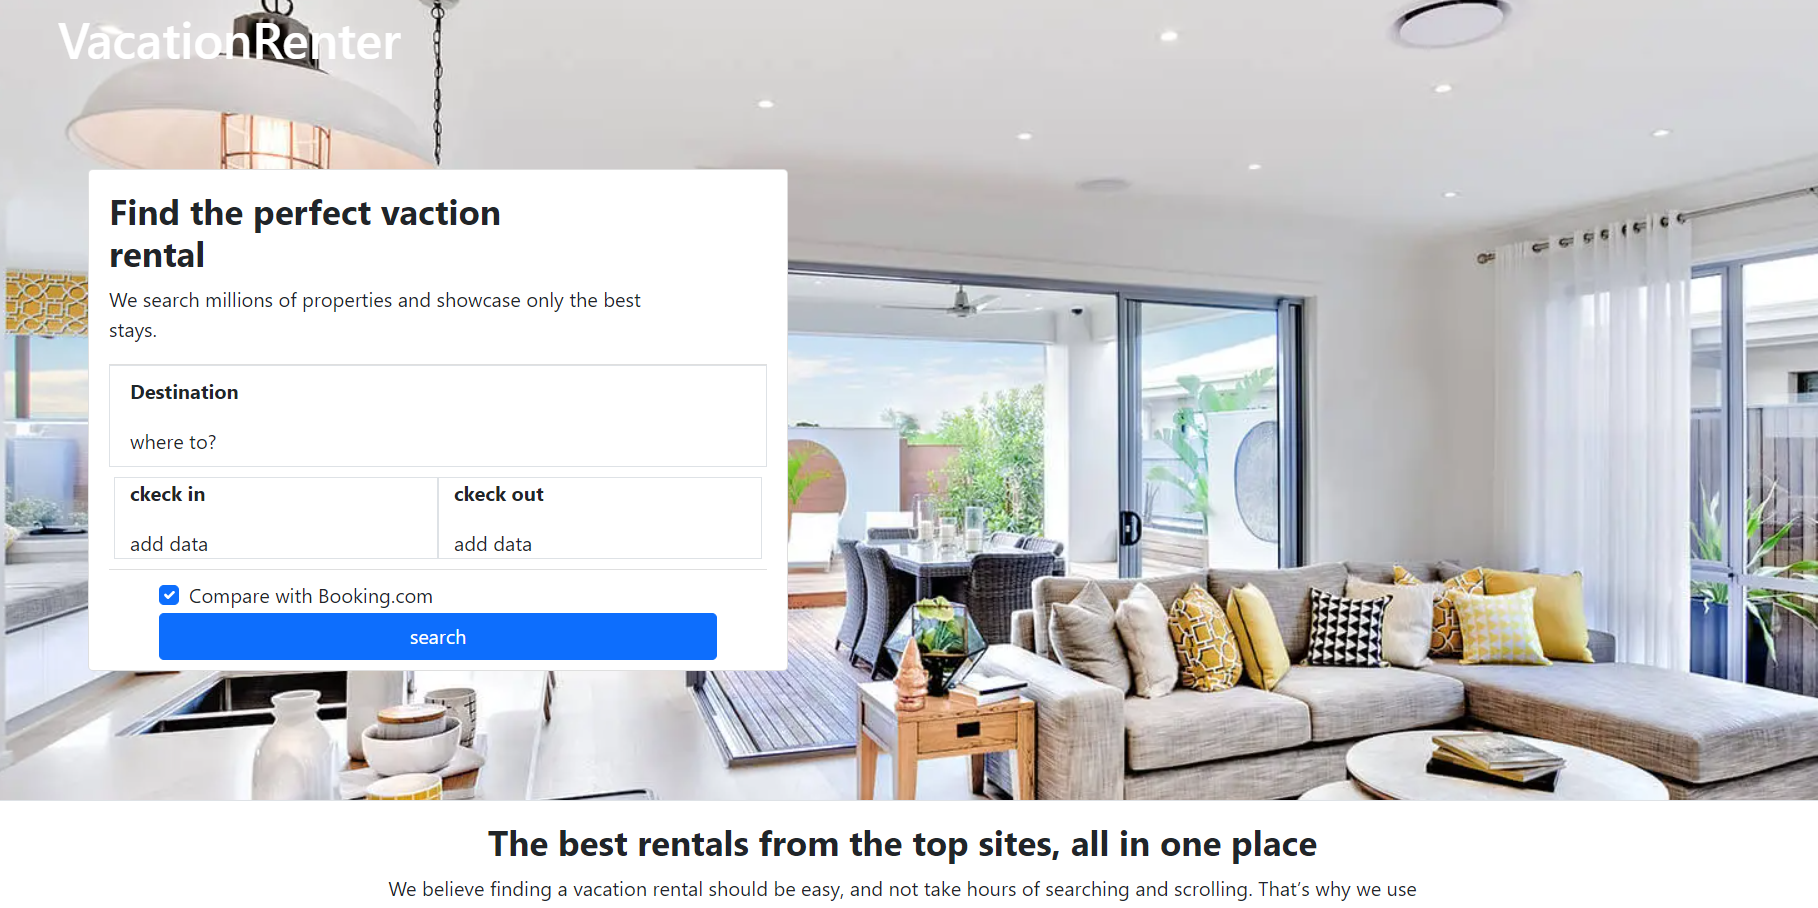 VacationRenter
Find the perfect vaction
rental
We search millions of properties and showcase only the best
stays.
Destination
where to?
ckeck in
ckeck out
add data
add data
Compare with Booking.com
search
The best rentals from the top sites, all in one place
We believe finding a vacation rental should be easy, and not take hours of searching and scrolling. That’s why we use